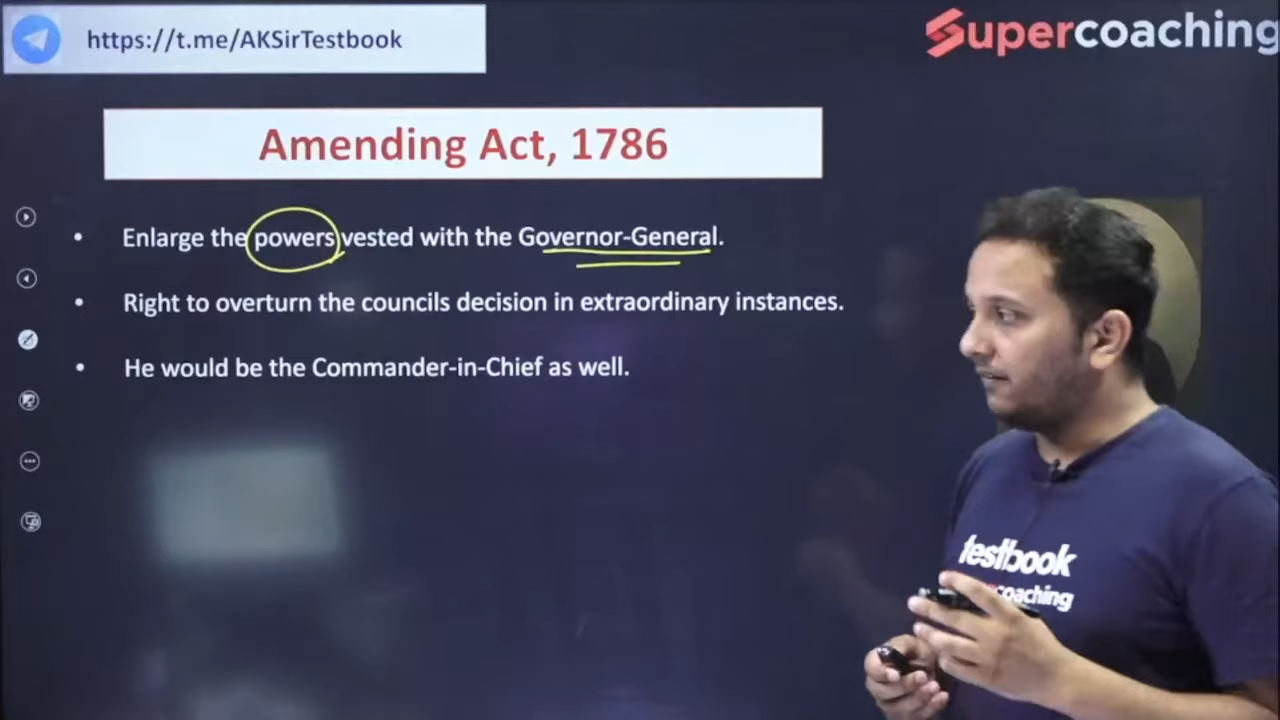 https://t.me/AKSirTestbook
Supercoaching
Amending Act, 1786
• Enlarge the powers vested with the Governor-General.
• Right to overturn the councils decision in extraordinary instances.
• He would be the Commander-in-Chief as well.
testbook
coaching